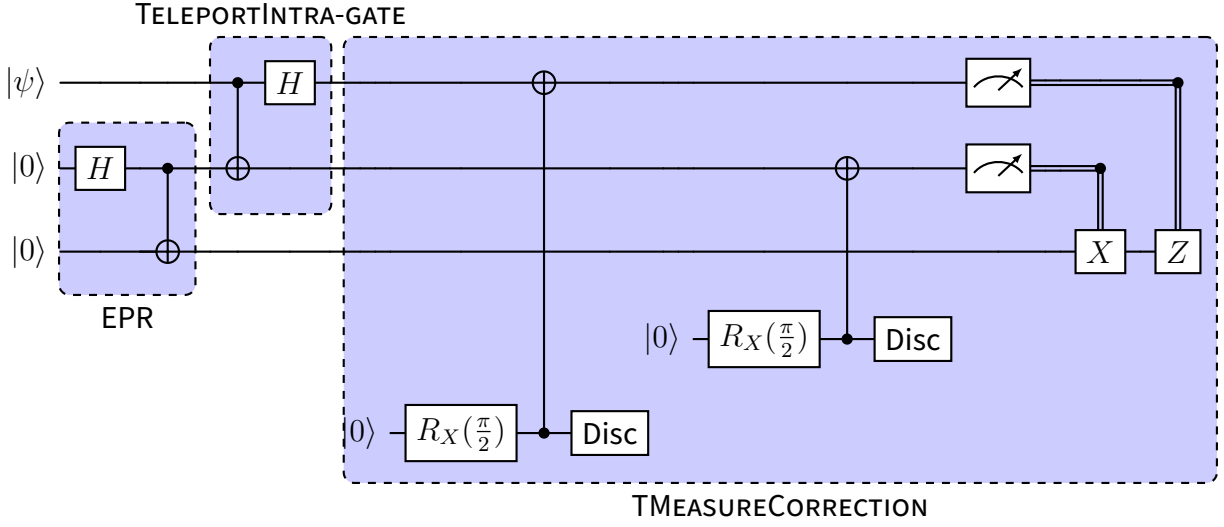 TELEPORTINTRA-GATE
|ψ⟩ H
|0⟩ H
|0⟩ X Z
EPR
|0⟩ R_X(π/2) Disc
0⟩ R_X(π/2) Disc
TMEASURECORRECTION